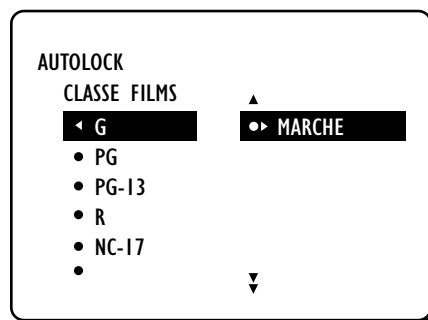 AUTOLOCK
CLASSE FILMS
G MARCHE
PG
PG-13
R
NC-17